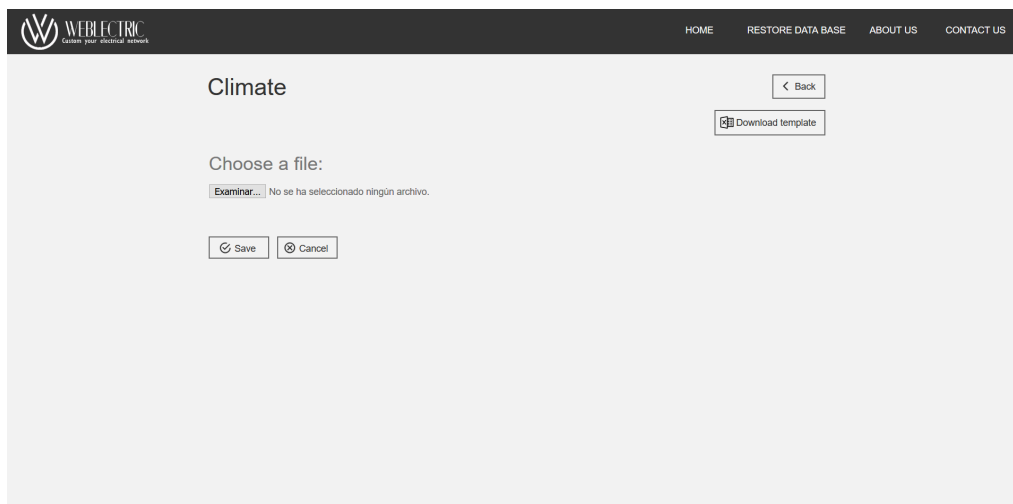 WEBLECTRIC
Custom your electrical network
HOME RESTORE DATA BASE ABOUT US CONTACT US
Climate
Back
Download template
Choose a file:
Examinar... No se ha seleccionado ningún archivo.
Save Cancel